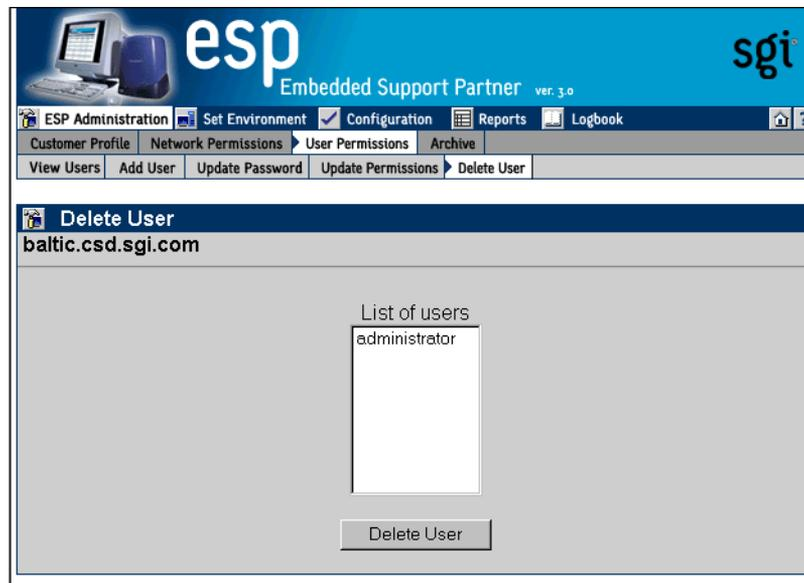 esp
Embedded Support Partner ver. 3.0
sgi
ESP Administration Set Environment Configuration Reports Logbook ?
Customer Profile Network Permissions User Permissions Archive
View Users Add User Update Password Update Permissions Delete User
Delete User
baltic.csd.sgi.com
List of users
administrator
Delete User